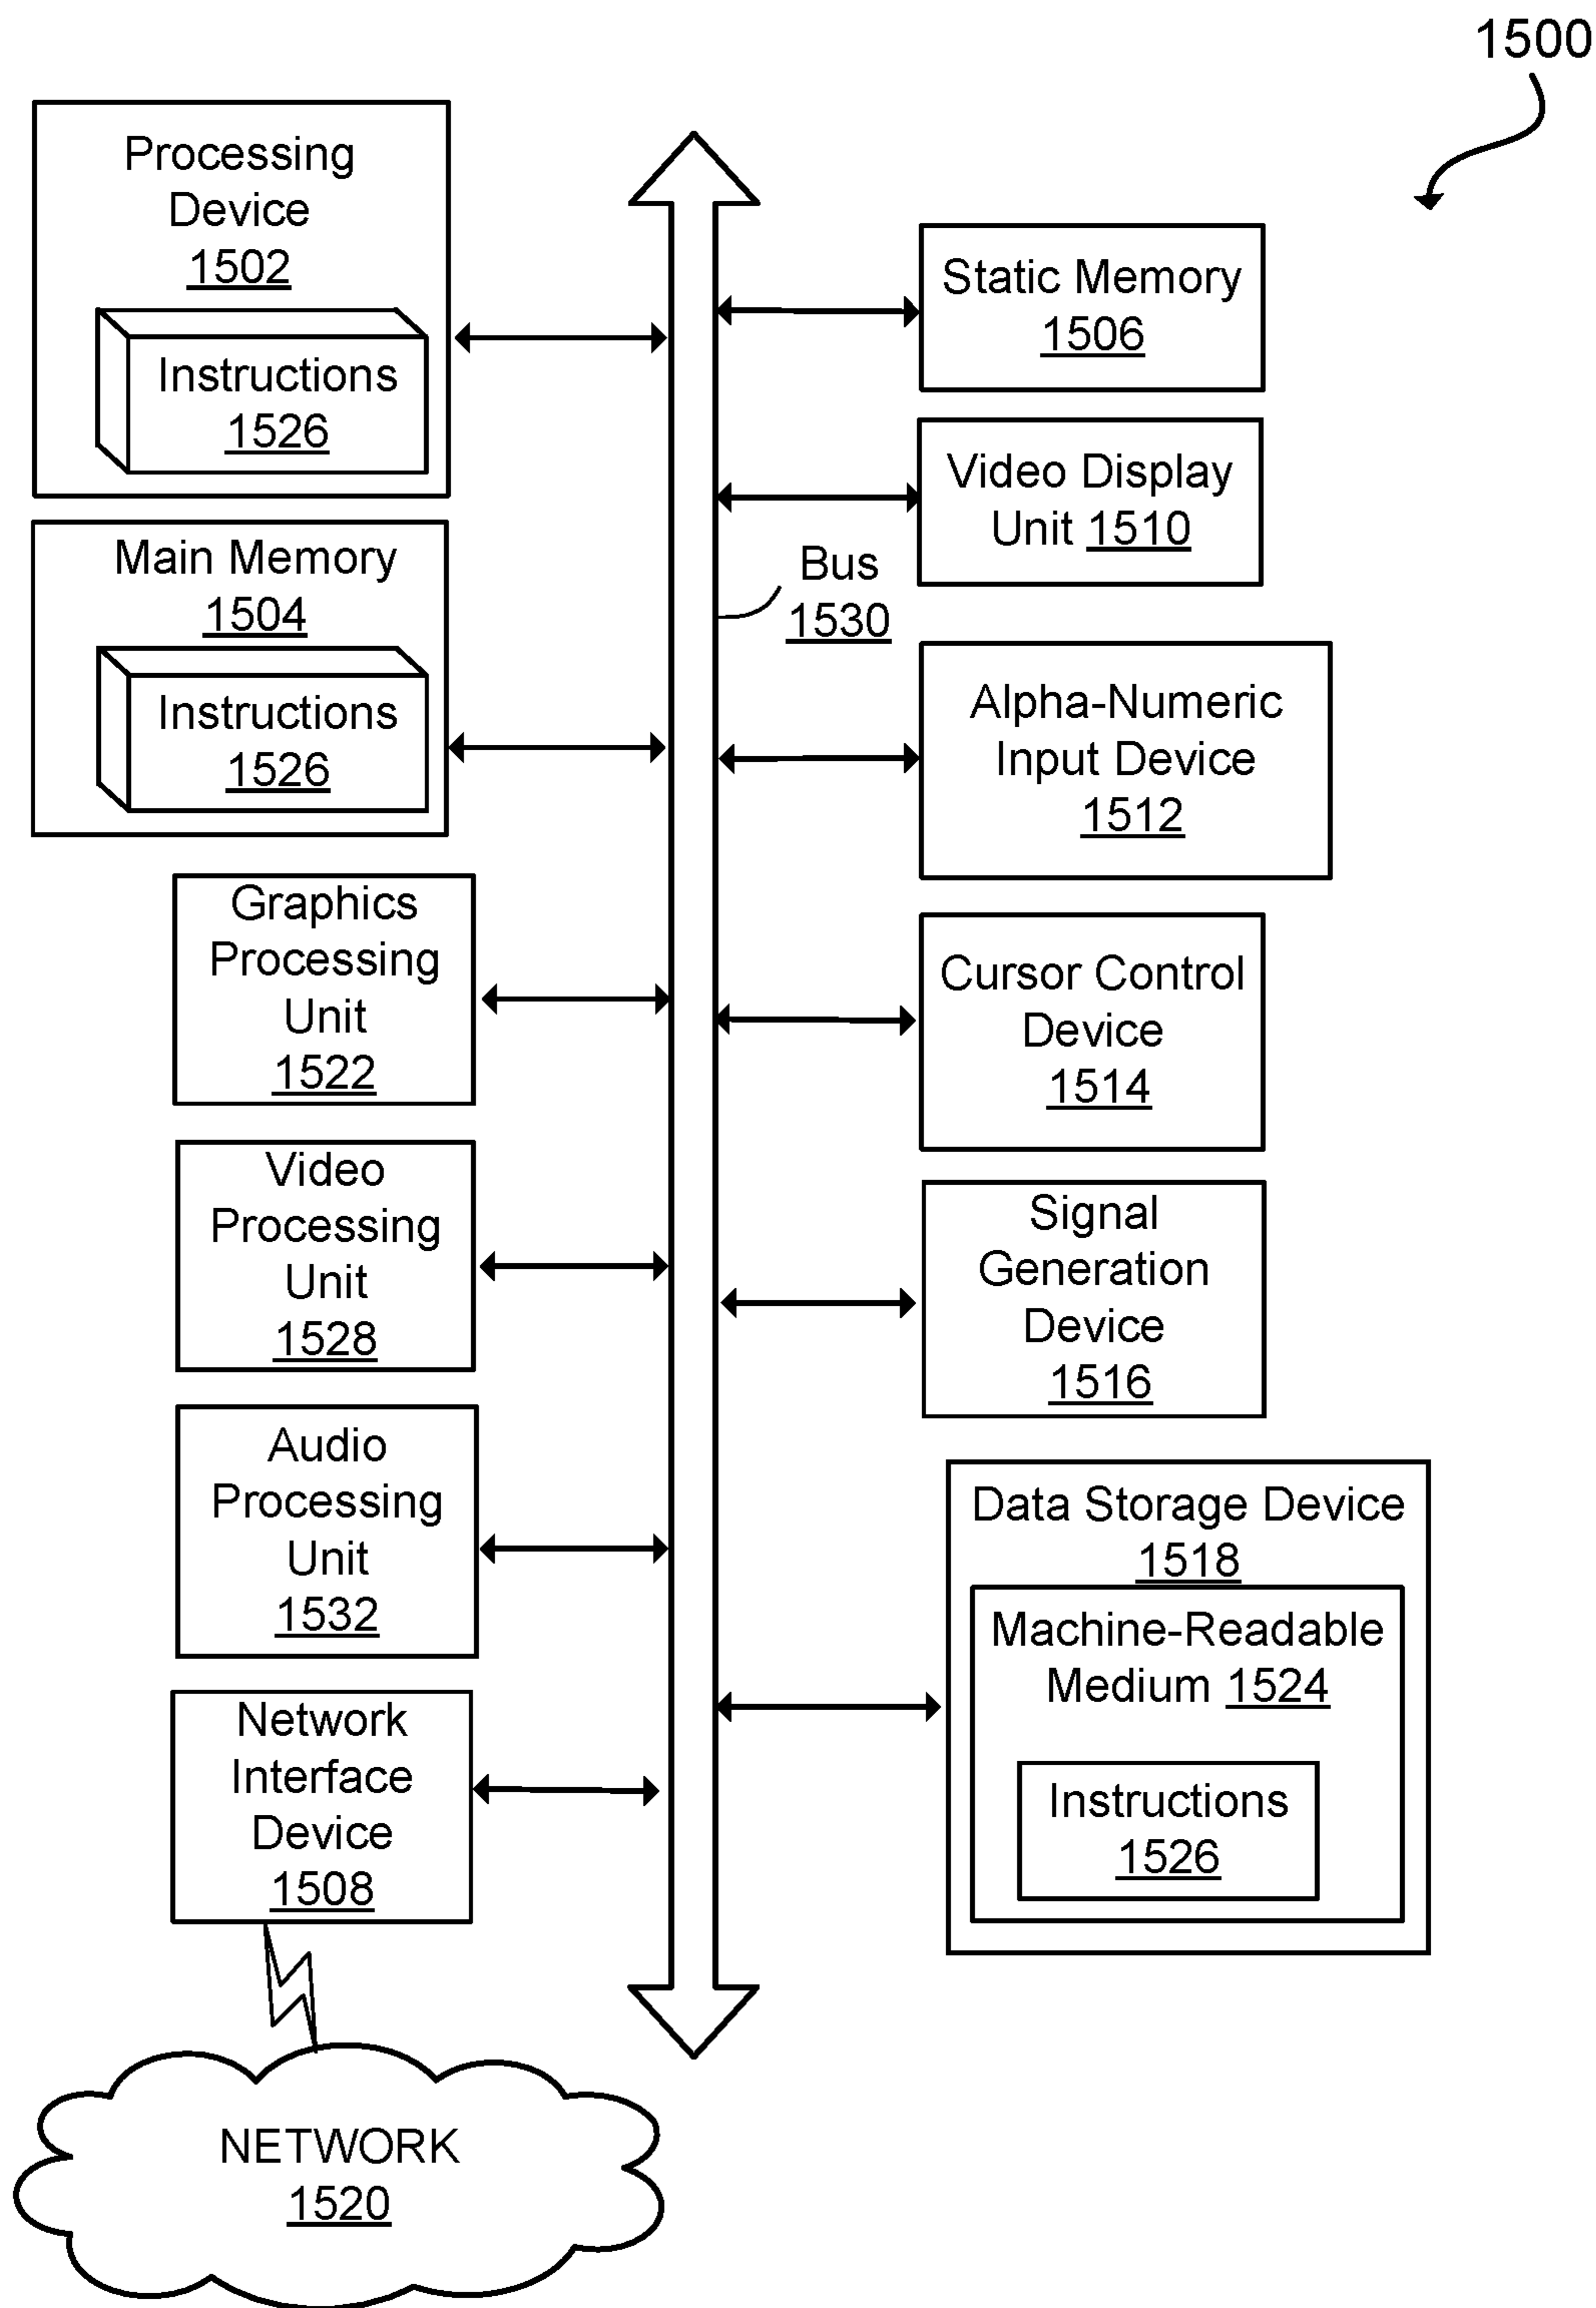 1500
Processing
Device
1502
Instructions
1526
Main Memory
1504
Instructions
1526
Graphics
Processing
Unit
1522
Video
Processing
Unit
1528
Audio
Processing
Unit
1532
Network
Interface
Device
1508
NETWORK
1520
Bus
1530
Static Memory
1506
Video Display
Unit 1510
Alpha-Numeric
Input Device
1512
Cursor Control
Device
1514
Signal
Generation
Device
1516
Data Storage Device
1518
Machine-Readable
Medium 1524
Instructions
1526